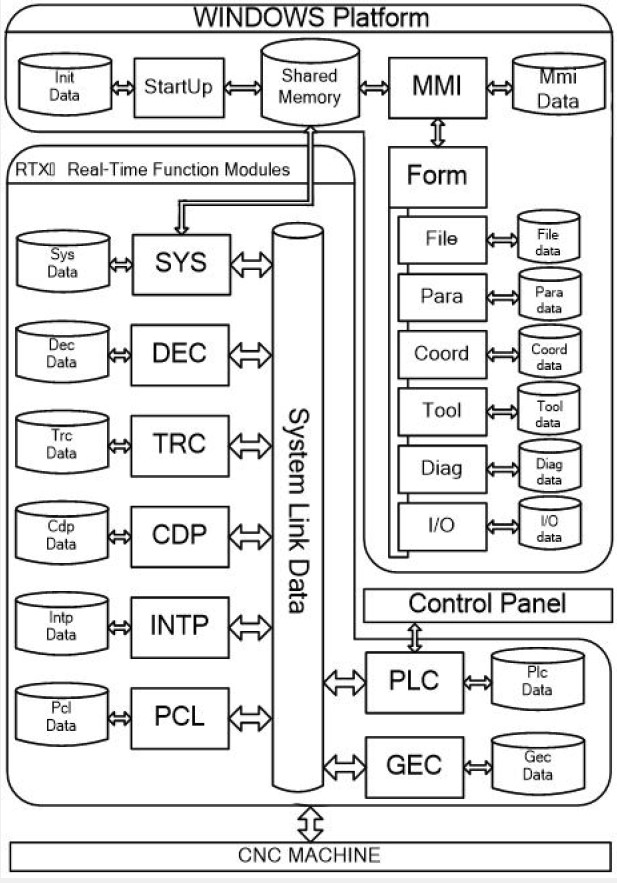 WINDOWS Platform
Init
Data
StartUp
Shared
Memory
MMI
Mmi
Data
RTX Real-Time Function Modules
Form
File
File
data
Para
Para
data
Coord
Coord
data
Tool
Tool
data
Diag
Diag
data
I/O
I/O
data
Sys
Data
SYS
Dec
Data
DEC
Trc
Data
TRC
Cdp
Data
CDP
Intp
Data
INTP
Pcl
Data
PCL
System Link Data
Control Panel
PLC
Plc
Data
GEC
Gec
Data
CNC MACHINE